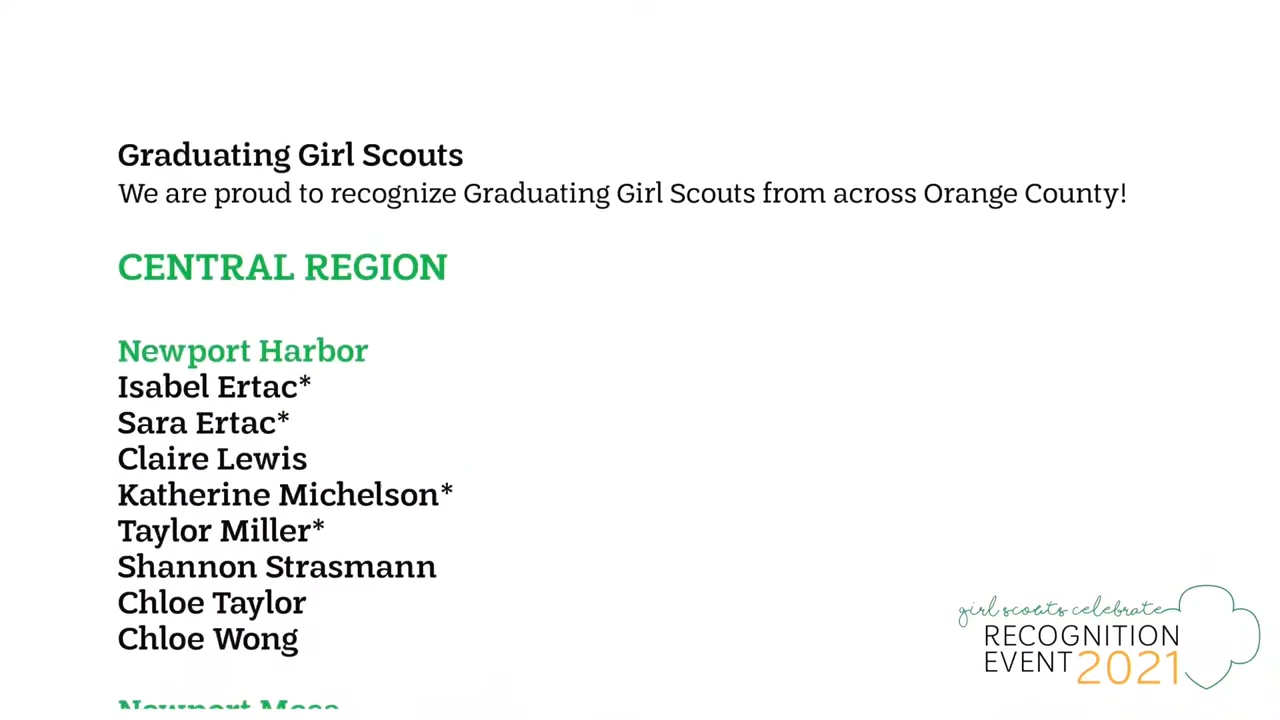 Graduating Girl Scouts
We are proud to recognize Graduating Girl Scouts from across Orange County!
CENTRAL REGION
Newport Harbor
Isabel Ertac*
Sara Ertac*
Claire Lewis
Katherine Michelson*
Taylor Miller*
Shannon Strasmann
Chloe Taylor
Chloe Wong
Newport Mesa
girl scouts celebrate
RECOGNITION
EVENT 2021